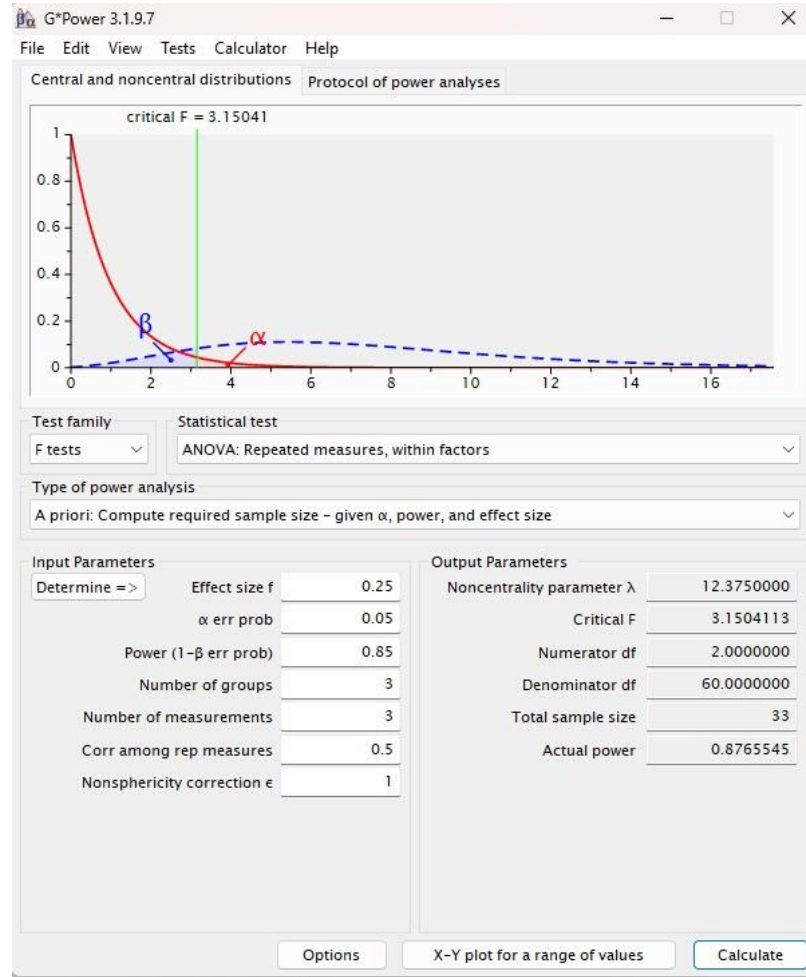 G*Power 3.1.9.7
File Edit View Tests Calculator Help
Central and noncentral distributions Protocol of power analyses
critical F = 3.15041
1
0.8
0.6
0.4
0.2
0
β
α
0 2 4 6 8 10 12 14 16
Test family Statistical test
F tests ANOVA: Repeated measures, within factors
Type of power analysis
A priori: Compute required sample size – given α, power, and effect size
Input Parameters Output Parameters
Determine => Effect size f 0.25 Noncentrality parameter λ 12.3750000
α err prob 0.05 Critical F 3.1504113
Power (1–β err prob) 0.85 Numerator df 2.0000000
Number of groups 3 Denominator df 60.0000000
Number of measurements 3 Total sample size 33
Corr among rep measures 0.5 Actual power 0.8765545
Nonsphericity correction ϵ 1
Options X-Y plot for a range of values Calculate